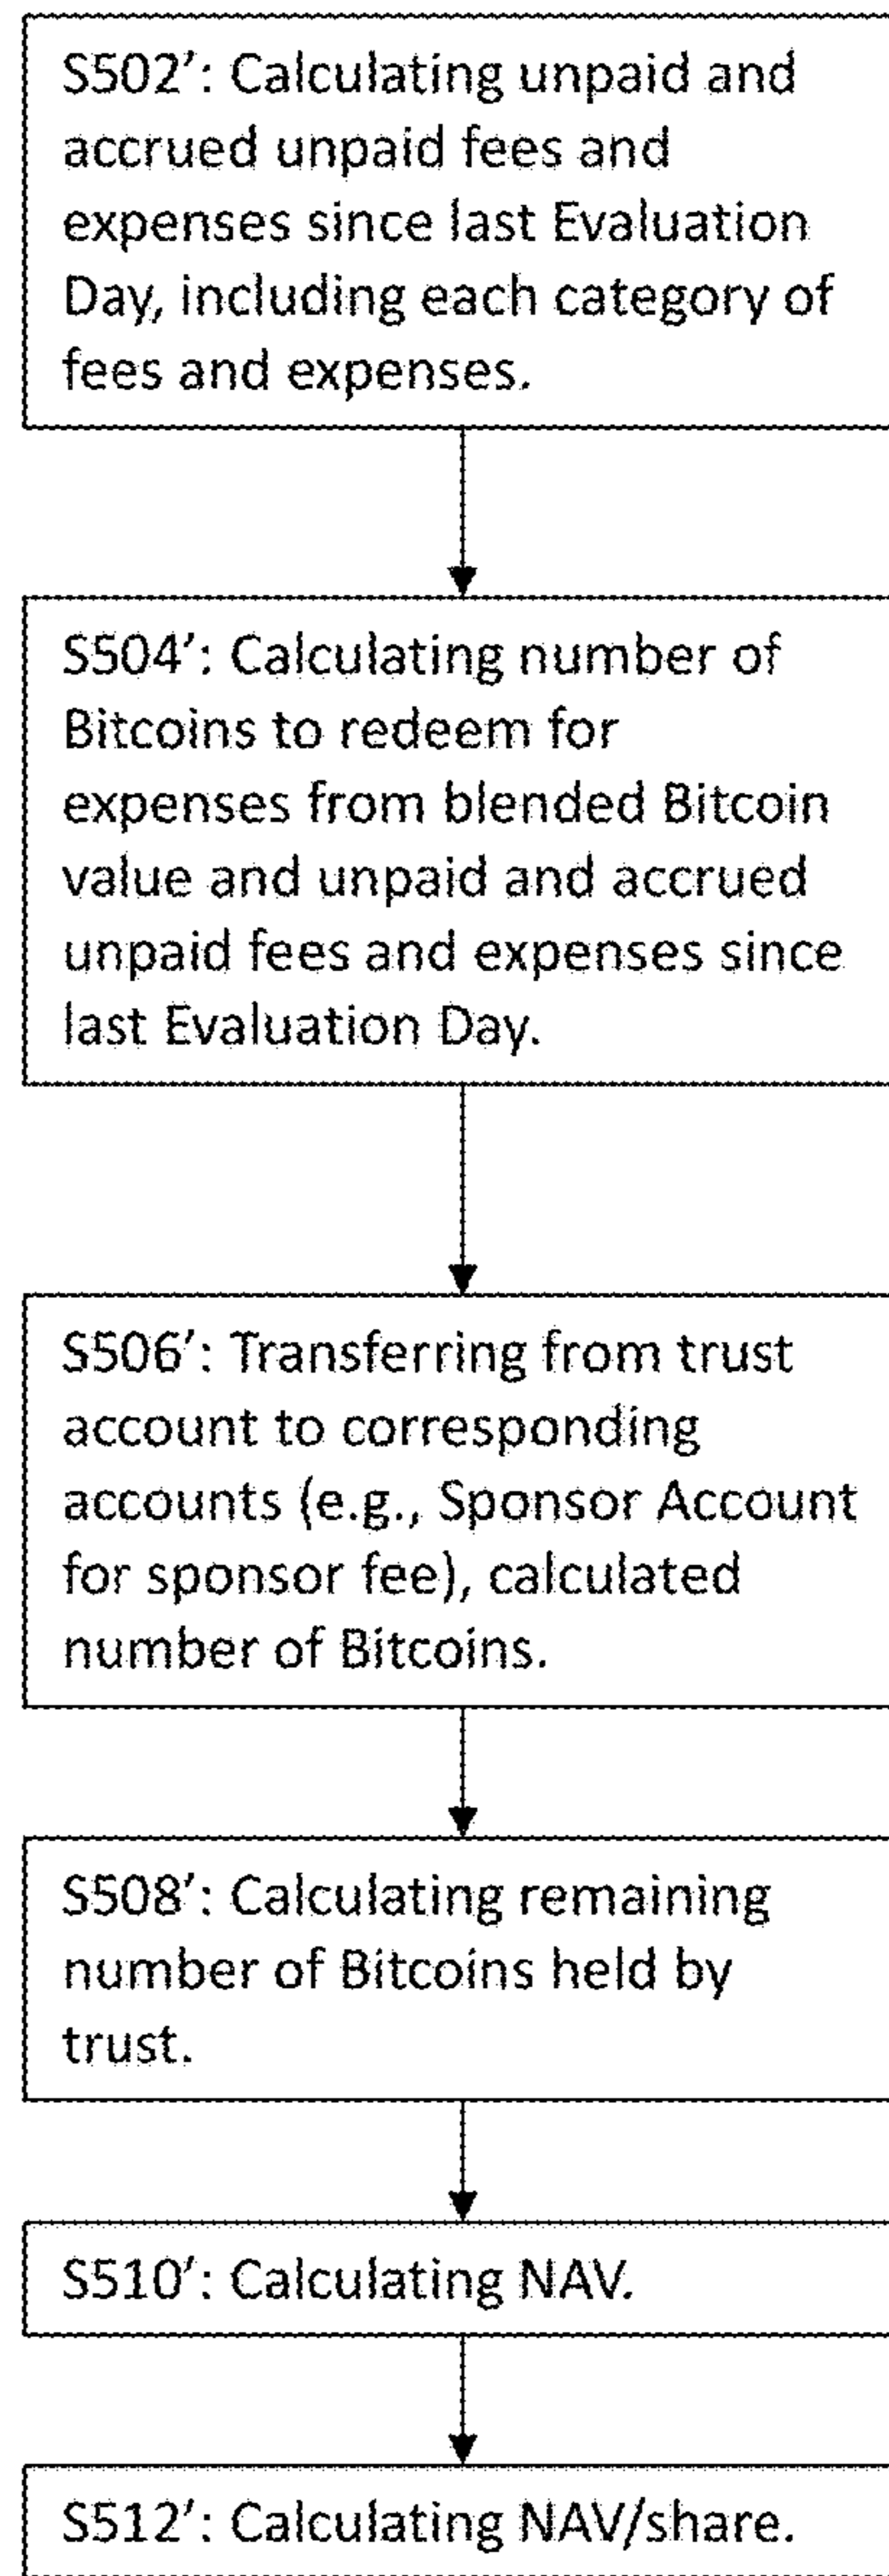 S502’: Calculating unpaid and
accrued unpaid fees and
expenses since last Evaluation
Day, including each category of
fees and expenses.
S504’: Calculating number of
Bitcoins to redeem for
expenses from blended Bitcoin
value and unpaid and accrued
unpaid fees and expenses since
last Evaluation Day.
S506’: Transferring from trust
account to corresponding
accounts (e.g., Sponsor Account
for sponsor fee), calculated
number of Bitcoins.
S508’: Calculating remaining
number of Bitcoins held by
trust.
S510’: Calculating NAV.
S512’: Calculating NAV/share.